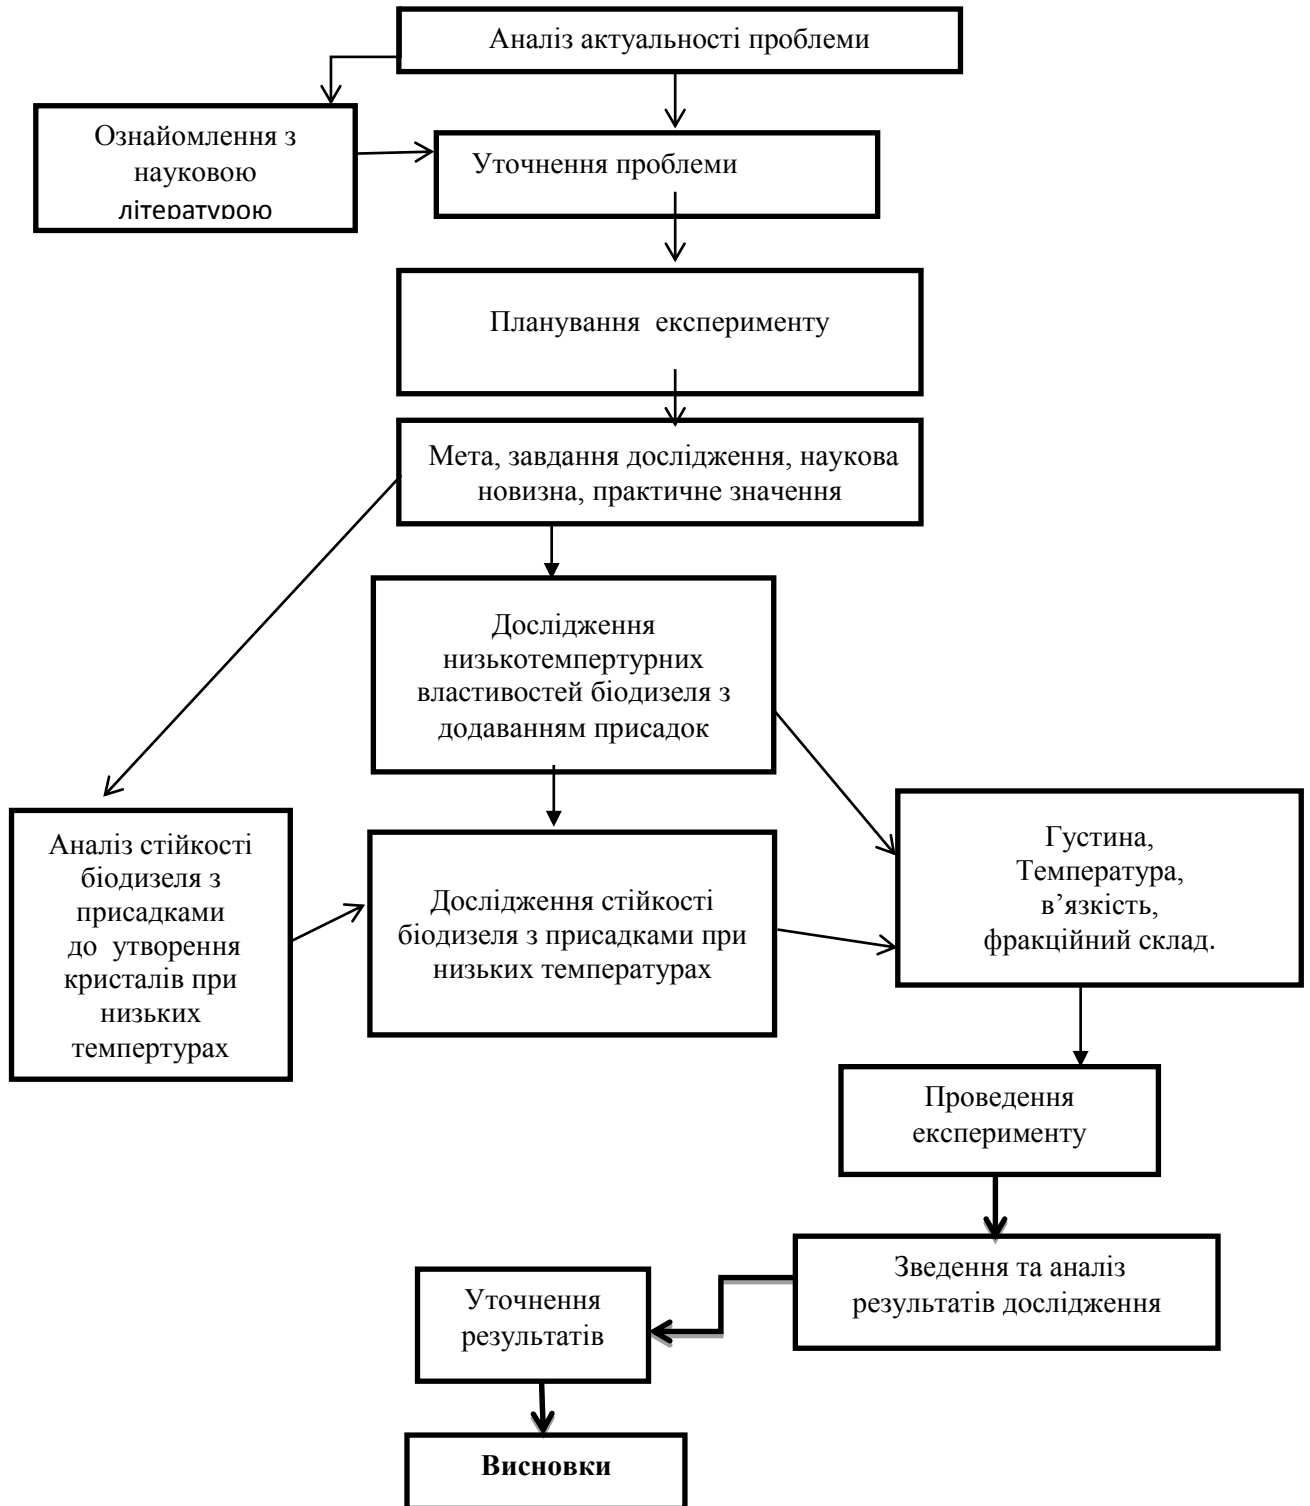 Аналіз актуальності проблеми
Ознайомлення з
науковою
літературою
Уточнення проблеми
Планування  експерименту
Мета, завдання дослідження, наукова
новизна, практичне значення
Дослідження
низькотемпертурних
властивостей біодизеля з
додаванням присадок
Аналіз стійкості
біодизеля з
присадками
до  утворення
кристалів при
низьких
темпертурах
Дослідження стійкості
біодизеля з присадками при
низьких температурах
Густина,
Температура,
в’язкість,
фракційний склад.
Проведення
експерименту
Зведення та аналіз
результатів дослідження
Уточнення
результатів
Висновки